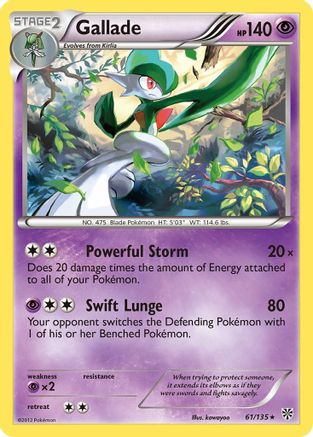 STAGE2
Gallade
HP140
Evolves from Kirlia
NO. 475 Blade Pokémon HT: 5'03" WT: 114.6 lbs.
Powerful Storm 20×
Does 20 damage times the amount of Energy attached
to all of your Pokémon.
Swift Lunge 80
Your opponent switches the Defending Pokémon with
1 of his or her Benched Pokémon.
weakness resistance
×2
retreat
When trying to protect someone,
it extends its elbows as if they
were swords and fights savagely.
©2012 Pokémon
Illus. kawayoo
61/135 ★